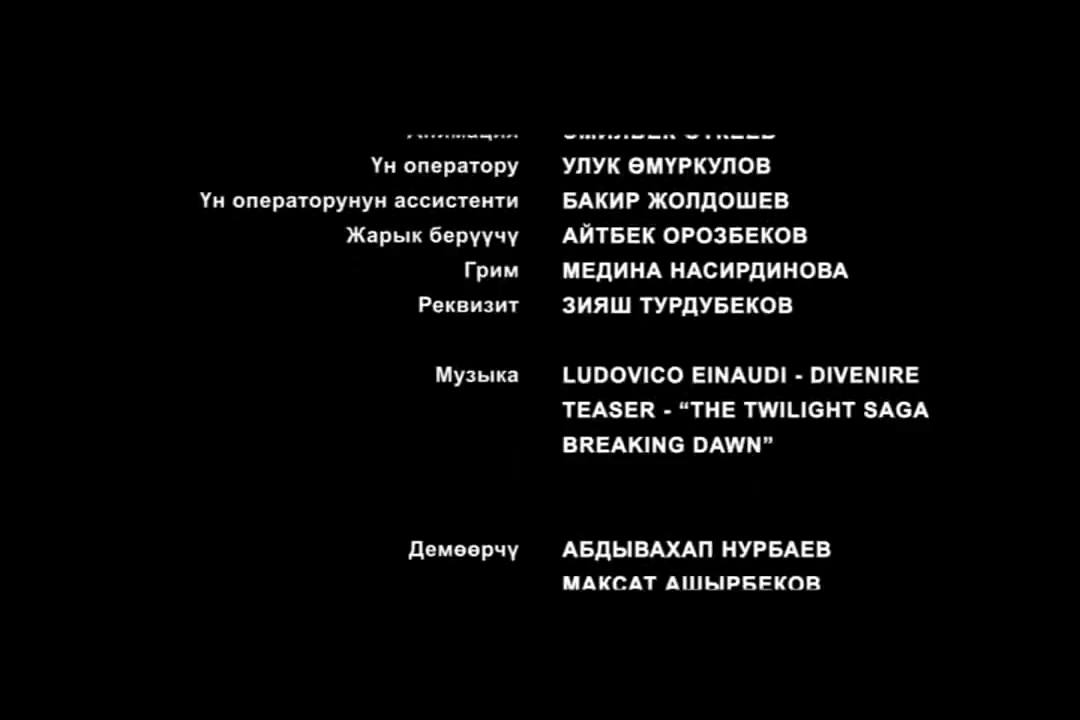 Анимация
Үн оператору УЛУК ӨМҮРКУЛОВ
Үн операторунун ассистенти БАКИР ЖОЛДОШЕВ
Жарык берүүчү АЙТБЕК ОРОЗБЕКОВ
Грим МЕДИНА НАСИРДИНОВА
Реквизит ЗИЯШ ТУРДУБЕКОВ
Музыка LUDOVICO EINAUDI - DIVENIRE
TEASER - “THE TWILIGHT SAGA
BREAKING DAWN”
Демөөрчү АБДЫВАХАП НУРБАЕВ
МАКСАТ АШЫРБЕКОВ